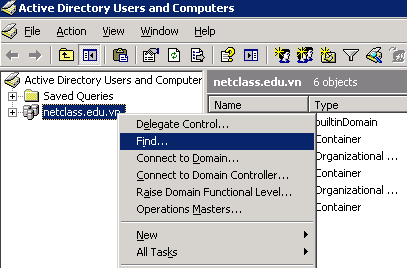 Active Directory Users and Computers
File Action View Window Help
Active Directory Users and Computer
Saved Queries
netclass.edu.vn
netclass.edu.vn 6 objects
Name Type
builtinDomain
Container
Organizational ...
Container
Organizational ...
Container
Delegate Control...
Find...
Connect to Domain...
Connect to Domain Controller...
Raise Domain Functional Level...
Operations Masters...
New
All Tasks